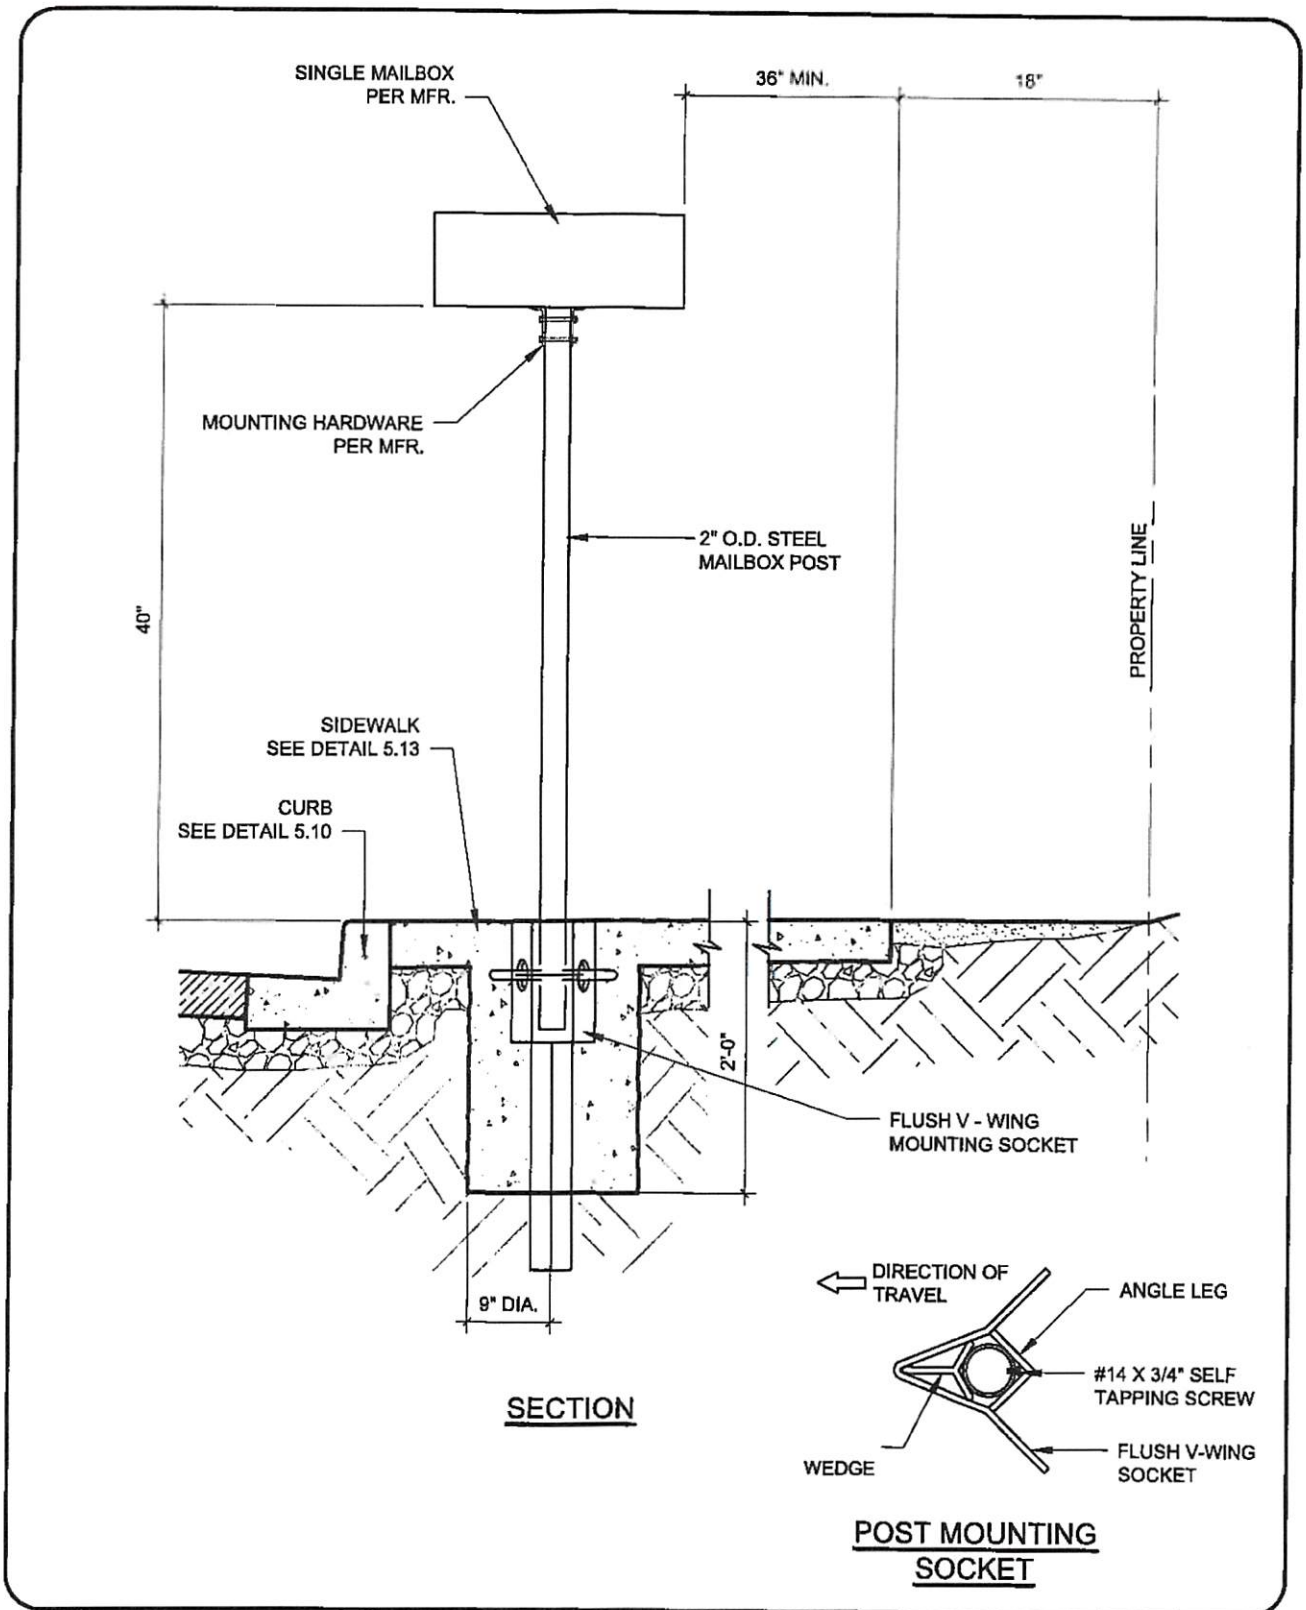 SINGLE MAILBOX
PER MFR.
36" MIN.
18"
MOUNTING HARDWARE
PER MFR.
2" O.D. STEEL
MAILBOX POST
PROPERTY LINE
40"
SIDEWALK
SEE DETAIL 5.13
CURB
SEE DETAIL 5.10
2'-0"
FLUSH V - WING
MOUNTING SOCKET
9" DIA.
SECTION
DIRECTION OF
TRAVEL
ANGLE LEG
#14 X 3/4" SELF
TAPPING SCREW
WEDGE
FLUSH V-WING
SOCKET
POST MOUNTING
SOCKET